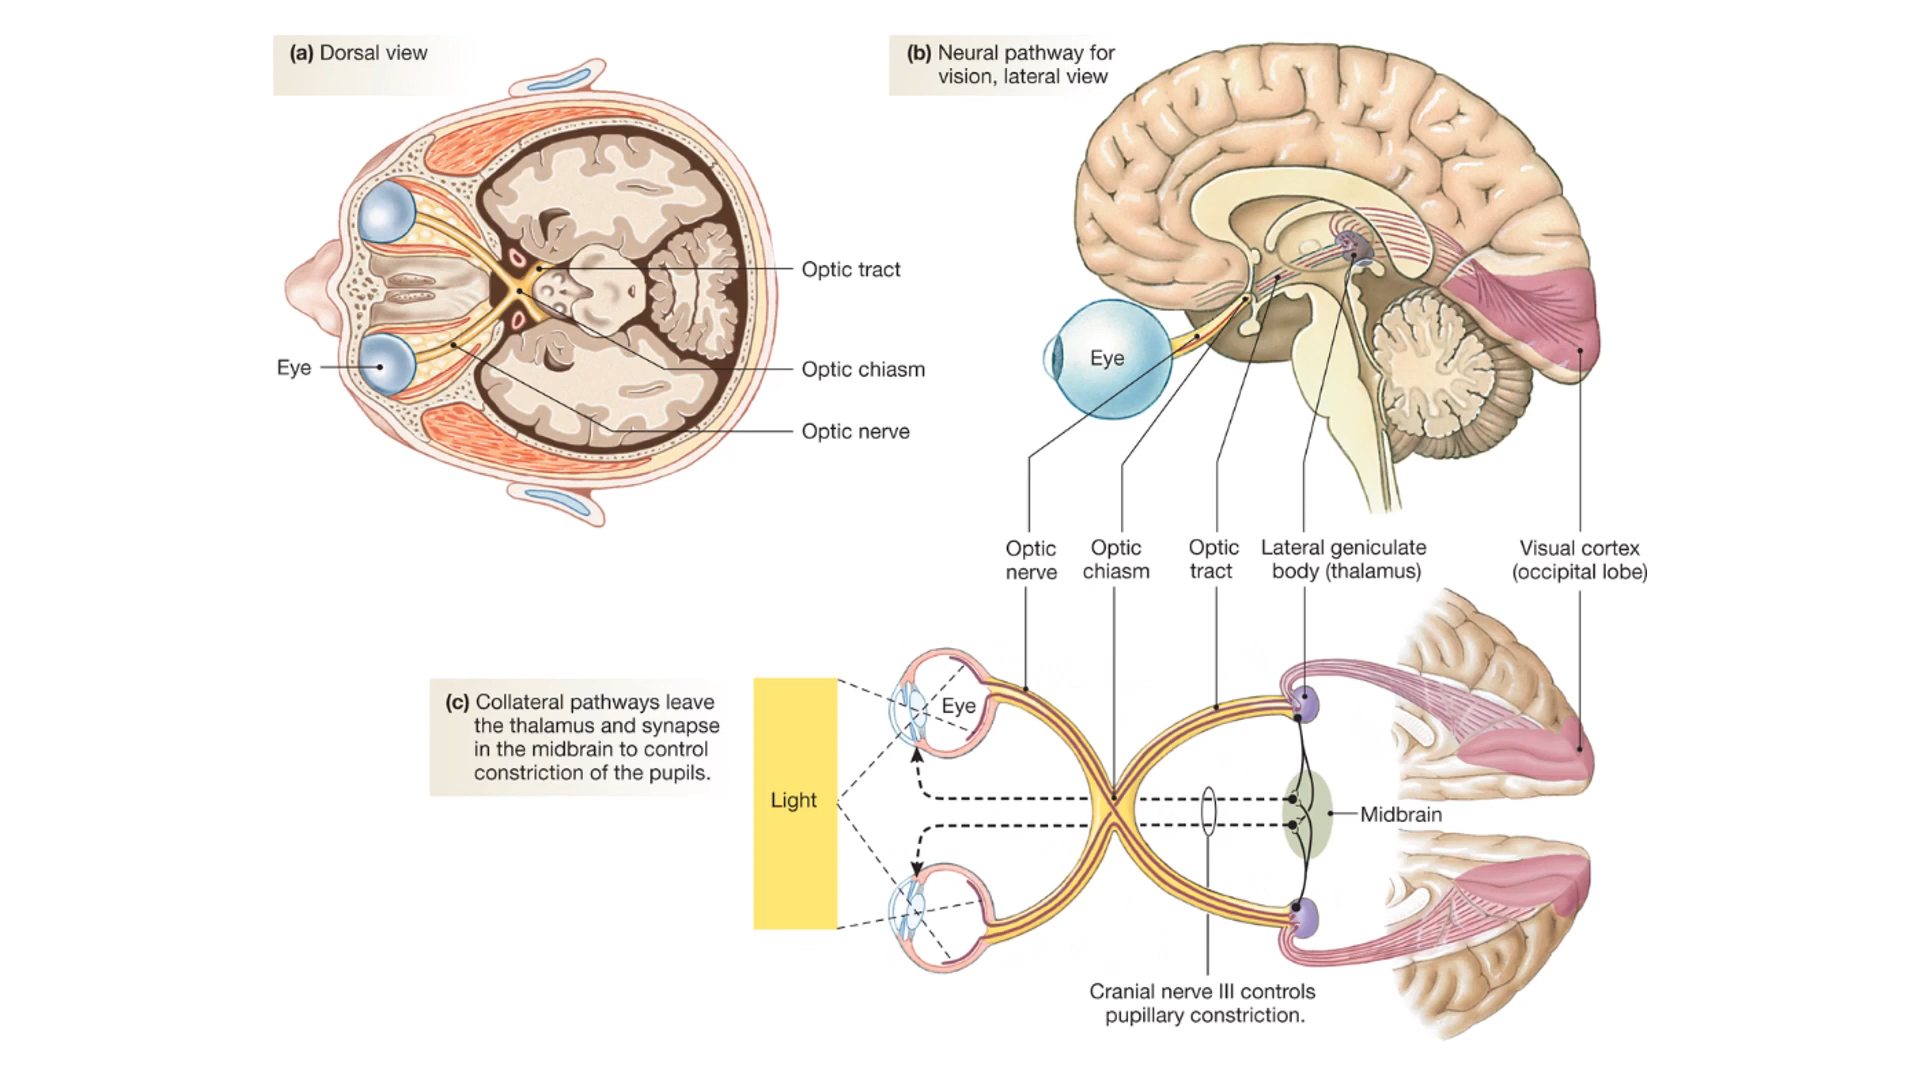 (a) Dorsal view
Optic tract
Eye
Optic chiasm
Optic nerve
(b) Neural pathway for
vision, lateral view
Eye
Optic
nerve
Optic
chiasm
Optic
tract
Lateral geniculate
body (thalamus)
Visual cortex
(occipital lobe)
(c) Collateral pathways leave
the thalamus and synapse
in the midbrain to control
constriction of the pupils.
Light
Eye
Midbrain
Cranial nerve III controls
pupillary constriction.